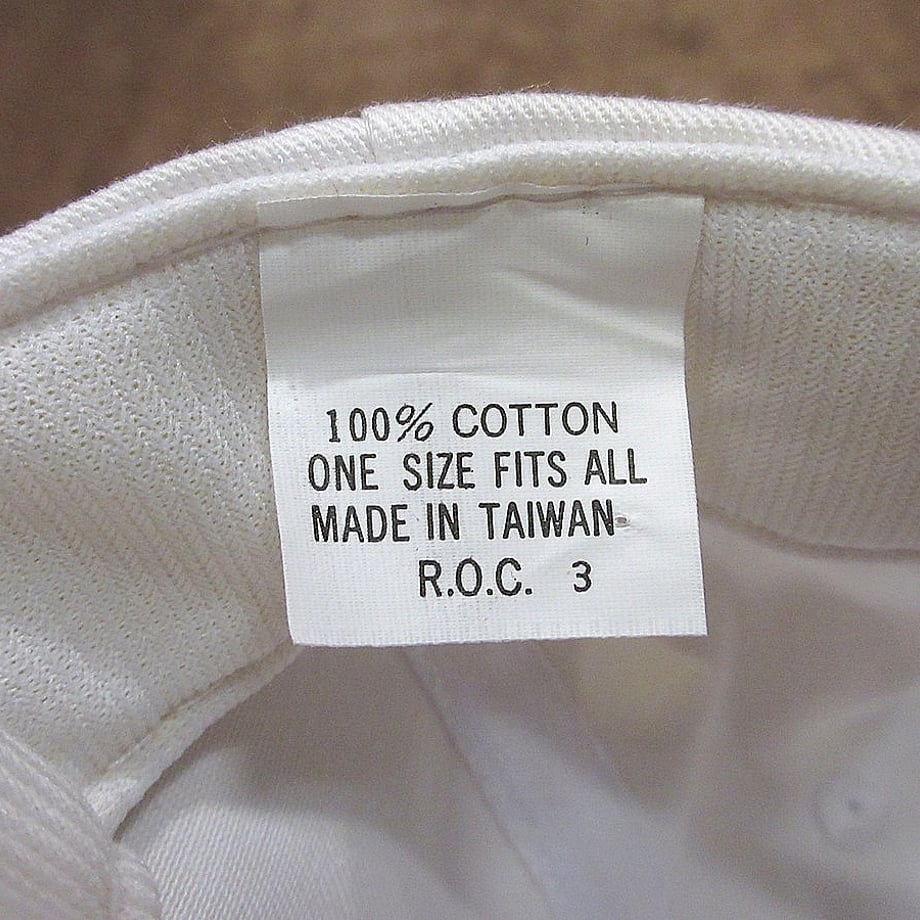 100% COTTON
ONE SIZE FITS ALL
MADE IN TAIWAN
R.O.C. 3